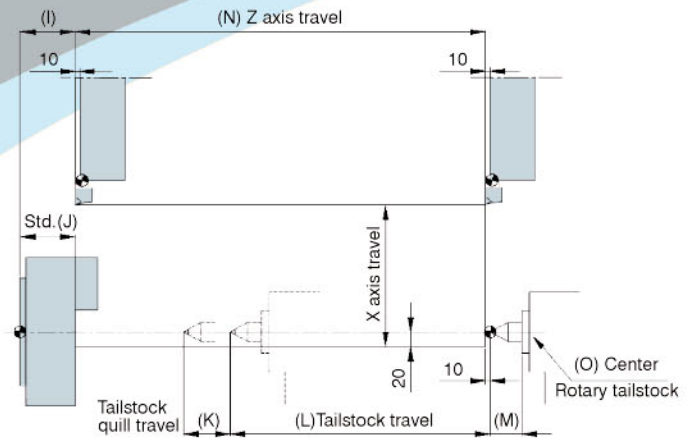 (I)
(N) Z axis travel
10
10
Std.(J)
X axis travel
20
10
(O) Center
Rotary tailstock
Tailstock
quill travel
(K)
(L)Tailstock travel
(M)